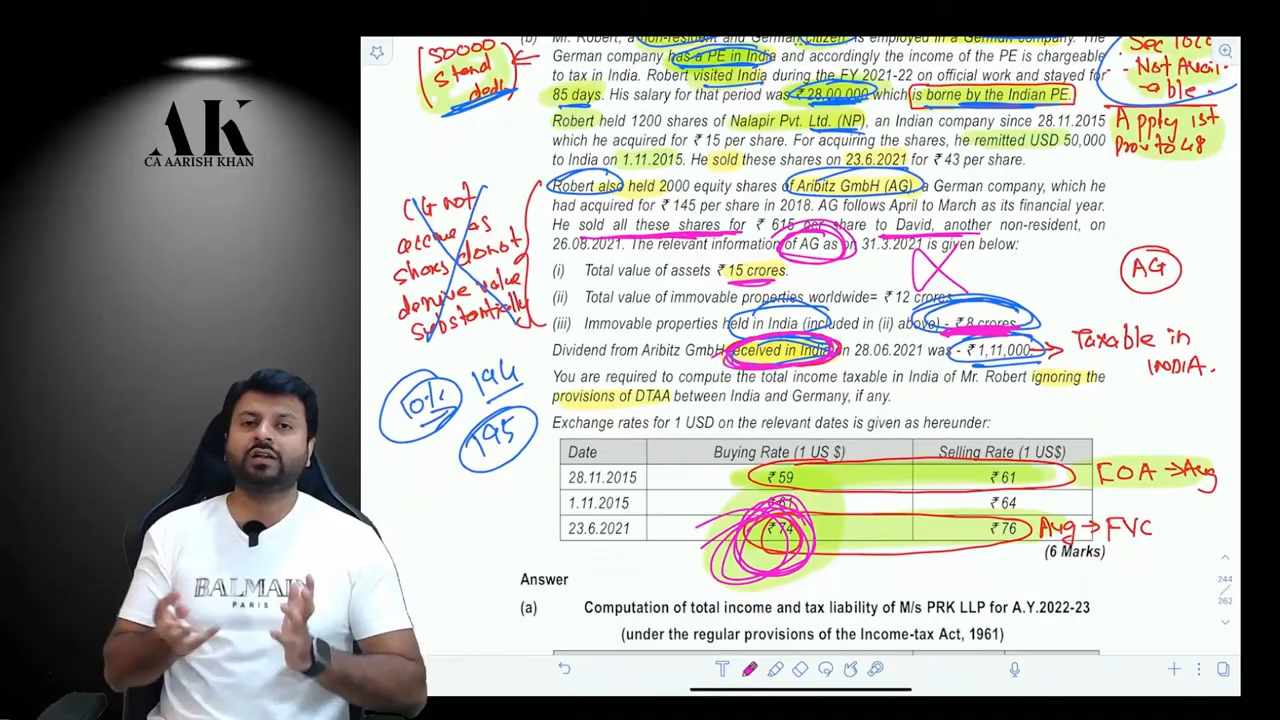 AK
CA AARISH KHAN
BALMAIN
PARIS
50000
Stand
dedn
Sec 10CC
- Not Avail
-able.
Apply 1st
Prov to 48
(b) Mr. Robert, a non-resident and German citizen is employed in a German company. The
German company has a PE in India and accordingly the income of the PE is chargeable
to tax in India. Robert visited India during the FY 2021-22 on official work and stayed for
85 days. His salary for that period was ₹ 28,00,000 which is borne by the Indian PE.
Robert held 1200 shares of Nalapir Pvt. Ltd. (NP), an Indian company since 28.11.2015
which he acquired for ₹ 15 per share. For acquiring the shares, he remitted USD 50,000
to India on 1.11.2015. He sold these shares on 23.6.2021 for ₹ 43 per share.
Robert also held 2000 equity shares of Aribitz GmbH (AG) a German company, which he
had acquired for ₹ 145 per share in 2018. AG follows April to March as its financial year.
He sold all these shares for ₹ 615 per share to David, another non-resident, on
26.08.2021. The relevant information of AG as on 31.3.2021 is given below:
(i) Total value of assets ₹ 15 crores.
(ii) Total value of immovable properties worldwide= ₹ 12 crores
(iii) Immovable properties held in India (included in (ii) above) - ₹ 8 crores
Dividend from Aribitz GmbH received in India on 28.06.2021 was - ₹ 1,11,000.
You are required to compute the total income taxable in India of Mr. Robert ignoring the
provisions of DTAA between India and Germany, if any.
Exchange rates for 1 USD on the relevant dates is given as hereunder:
CG not
accrue as
shares do not
derive value
substantially
AG
Taxable in
INDIA.
10%
194
195
Date Buying Rate (1 US $) Selling Rate (1 US$)
28.11.2015 ₹ 59 ₹ 61
1.11.2015 ₹ 64
23.6.2021 ₹ 74 ₹ 76
COA → Avg
Avg → FVC
(6 Marks)
Answer
(a) Computation of total income and tax liability of M/s PRK LLP for A.Y.2022-23
(under the regular provisions of the Income-tax Act, 1961)
244
262